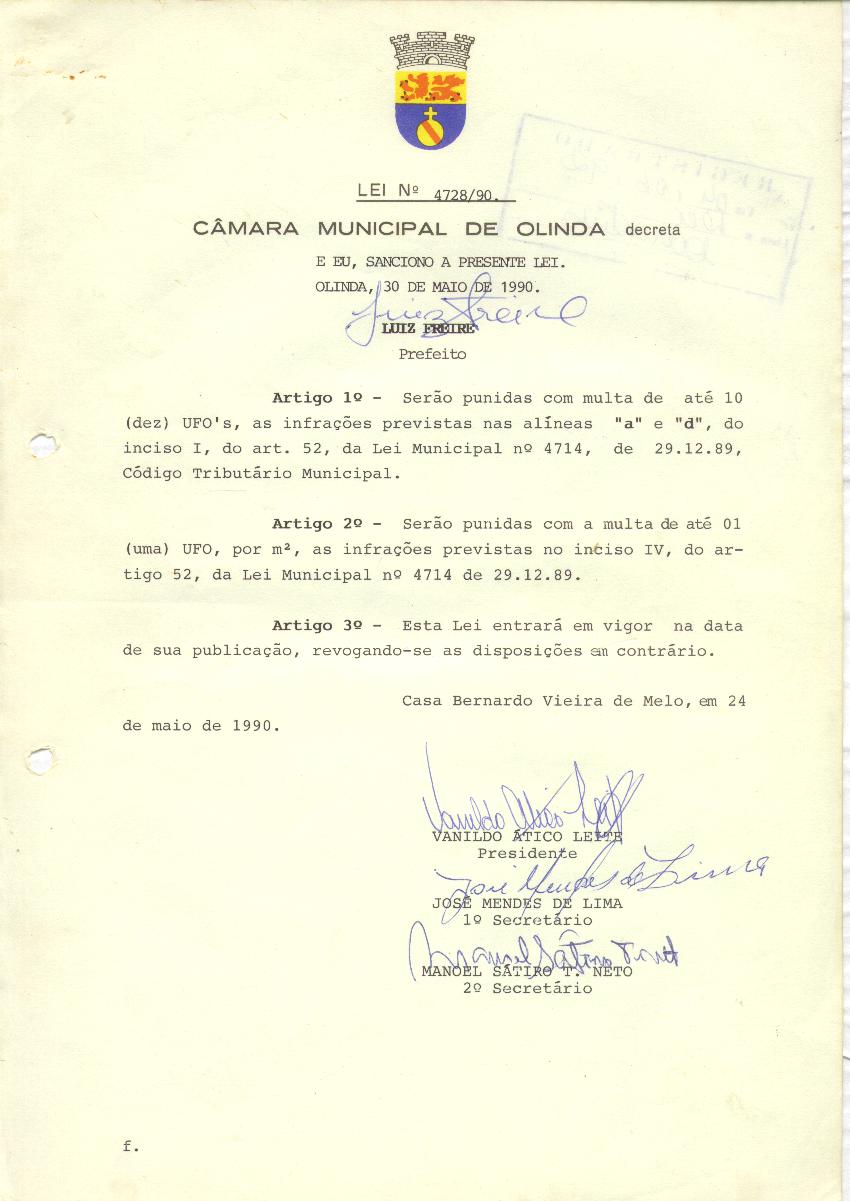 LEI Nº 4728/90.
CÂMARA MUNICIPAL DE OLINDA decreta
E EU, SANCIONO A PRESENTE LEI.
OLINDA, 30 DE MAIO DE 1990.
Luiz Freire
LUIZ FREIRE
Prefeito
Artigo 1º - Serão punidas com multa de até 10
(dez) UFO's, as infrações previstas nas alíneas "a" e "d", do
inciso I, do art. 52, da Lei Municipal nº 4714, de 29.12.89,
Código Tributário Municipal.
Artigo 2º - Serão punidas com a multa de até 01
(uma) UFO, por m², as infrações previstas no inciso IV, do ar-
tigo 52, da Lei Municipal nº 4714 de 29.12.89.
Artigo 3º - Esta Lei entrará em vigor na data
de sua publicação, revogando-se as disposições em contrário.
Casa Bernardo Vieira de Melo, em 24
de maio de 1990.
Vanildo Ático Leite
VANILDO ÁTICO LEITE
Presidente
José Mendes de Lima
JOSÉ MENDES DE LIMA
1º Secretário
Manoel Sátiro T. Neto
MANOEL SÁTIRO T. NETO
2º Secretário
f.